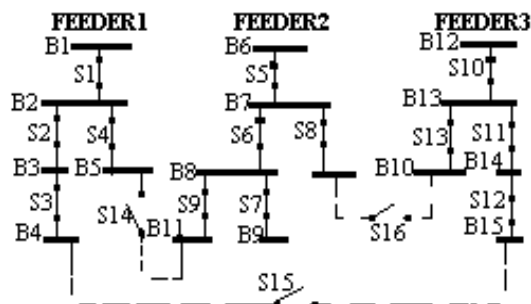 FEEDER1 FEEDER2 FEEDER3
B1 B6 B12
S1 S5 S10
B2 B7 B13
S2 S4 S6 S8 S13 S11
B3 B5 B8 B10 B14
S3 S14 S9 S7 S16 S12
B4 B11 B9 B15
S15